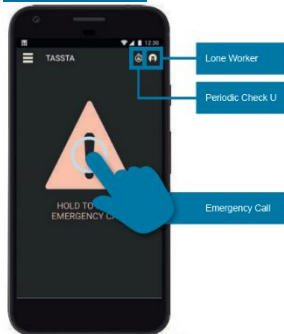 12:30
TASSTA
Lone Worker
Periodic Check U
HOLD TO
EMERGENCY
Emergency Call